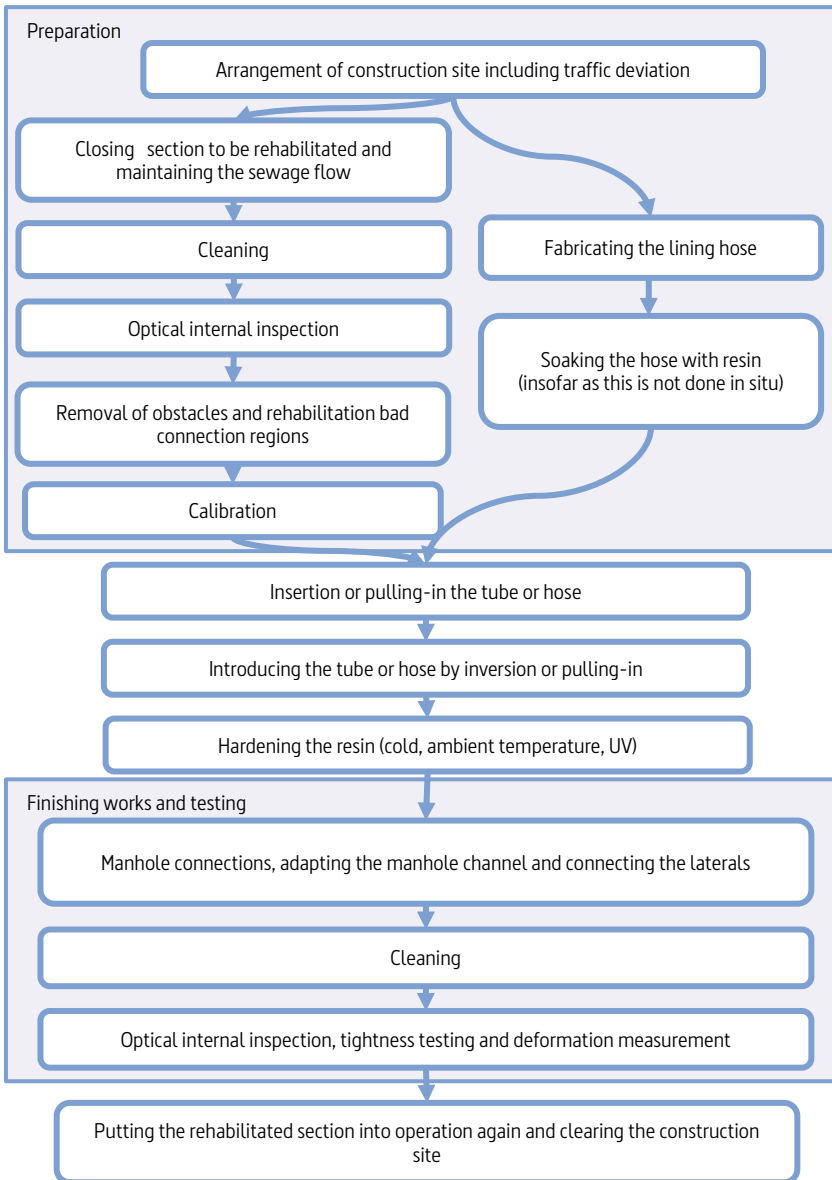 Preparation
Arrangement of construction site including traffic deviation
Closing section to be rehabilitated and
maintaining the sewage flow
Cleaning
Fabricating the lining hose
Optical internal inspection
Soaking the hose with resin
(insofar as this is not done in situ)
Removal of obstacles and rehabilitation bad
connection regions
Calibration
Insertion or pulling-in the tube or hose
Introducing the tube or hose by inversion or pulling-in
Hardening the resin (cold, ambient temperature, UV)
Finishing works and testing
Manhole connections, adapting the manhole channel and connecting the laterals
Cleaning
Optical internal inspection, tightness testing and deformation measurement
Putting the rehabilitated section into operation again and clearing the construction
site